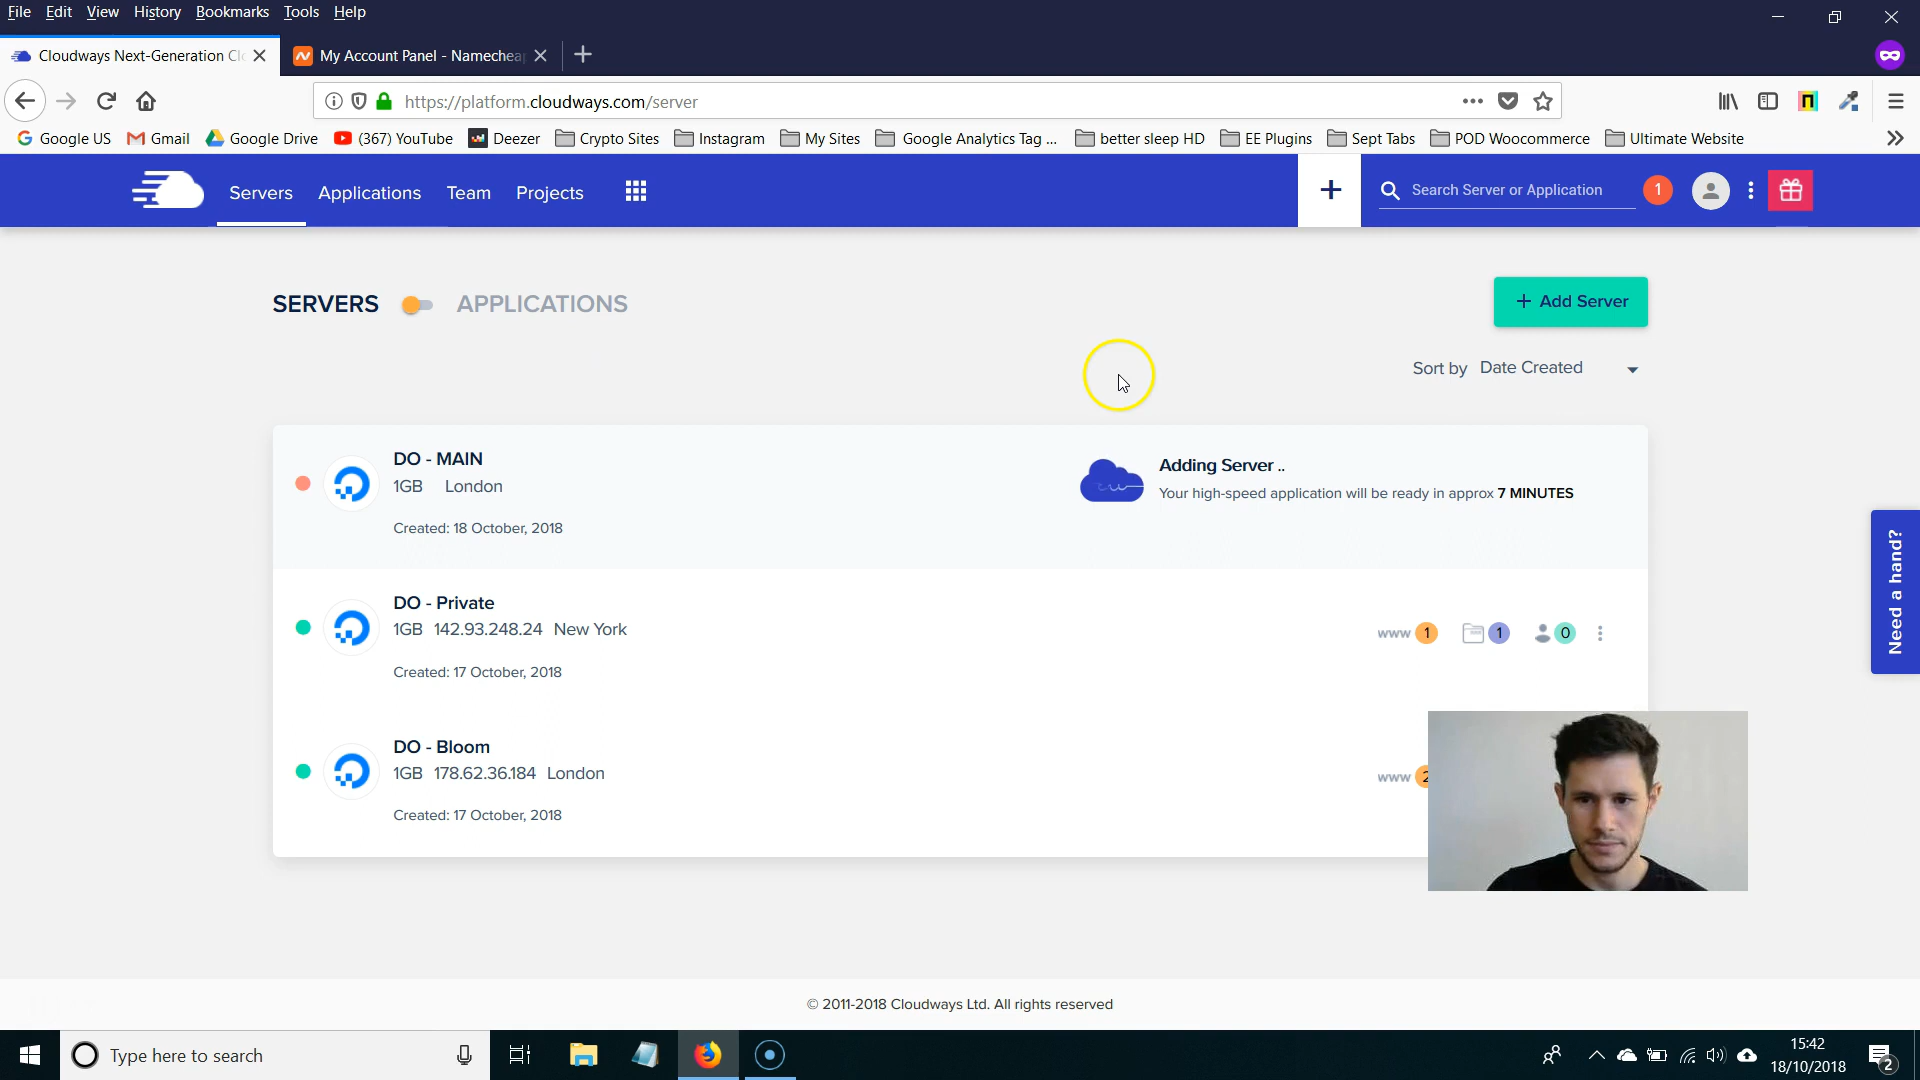 File Edit View History Bookmarks Tools Help
Cloudways Next-Generation Cl
My Account Panel - Namecheap
https://platform.cloudways.com/server
Google US Gmail Google Drive (367) YouTube Deezer Crypto Sites Instagram My Sites Google Analytics Tag ... better sleep HD EE Plugins Sept Tabs POD Woocommerce Ultimate Website
Servers Applications Team Projects
+ Search Server or Application 1
SERVERS APPLICATIONS
+ Add Server
Sort by Date Created
DO - MAIN
1GB London
Created: 18 October, 2018
Adding Server ..
Your high-speed application will be ready in approx 7 MINUTES
DO - Private
1GB 142.93.248.24 New York
Created: 17 October, 2018
www 1 1 0
DO - Bloom
1GB 178.62.36.184 London
Created: 17 October, 2018
www 2
Need a hand?
© 2011-2018 Cloudways Ltd. All rights reserved
Type here to search
15:42
18/10/2018
2